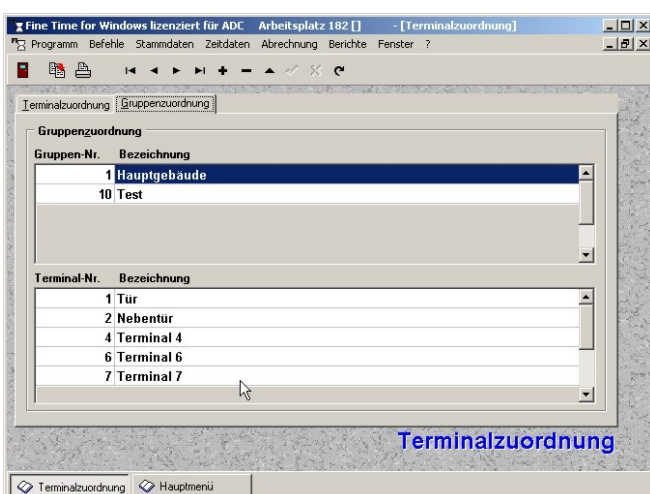 Fine Time for Windows lizenziert für ADC Arbeitsplatz 182 [] - [Terminalzuordnung]
Programm Befehle Stammdaten Zeitdaten Abrechnung Berichte Fenster ?
Terminalzuordnung Gruppenzuordnung
Gruppenzuordnung
Gruppen-Nr. Bezeichnung
1 Hauptgebäude
10 Test
Terminal-Nr. Bezeichnung
1 Tür
2 Nebentür
4 Terminal 4
6 Terminal 6
7 Terminal 7
Terminalzuordnung
Terminalzuordnung Hauptmenü